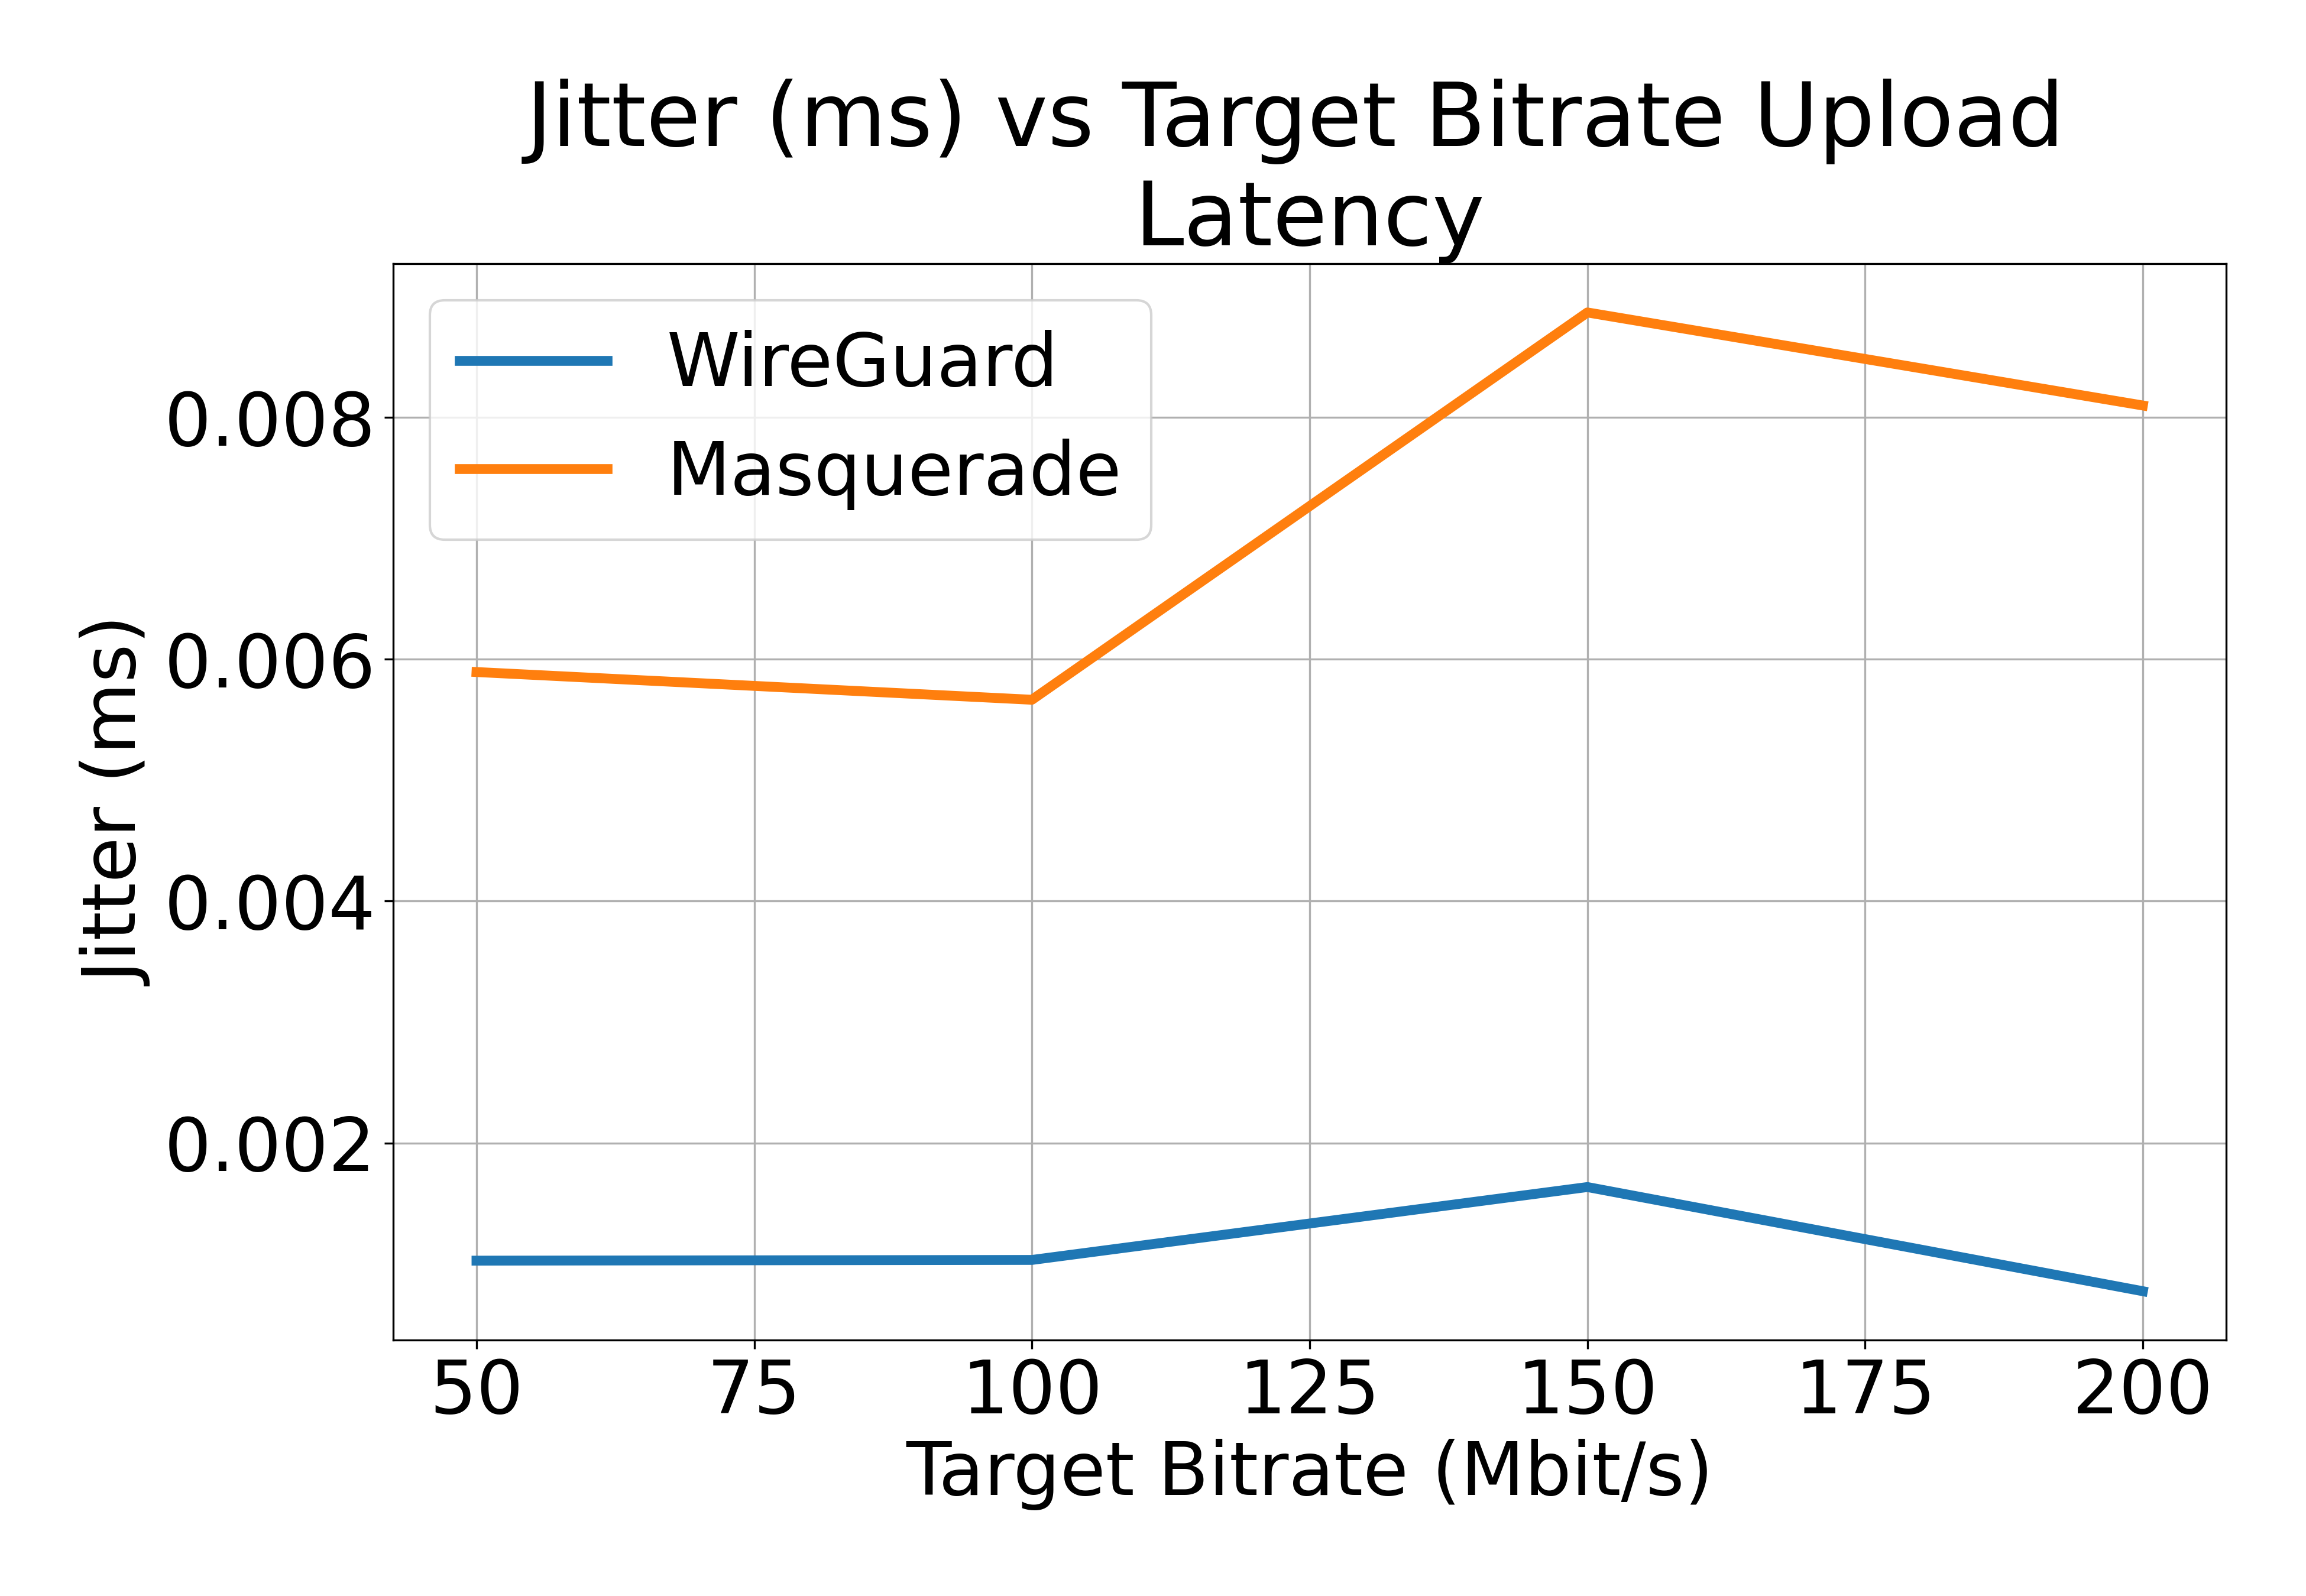 Jitter (ms) vs Target Bitrate Upload
Latency
WireGuard
Masquerade
Jitter (ms)
0.008
0.006
0.004
0.002
50 75 100 125 150 175 200
Target Bitrate (Mbit/s)